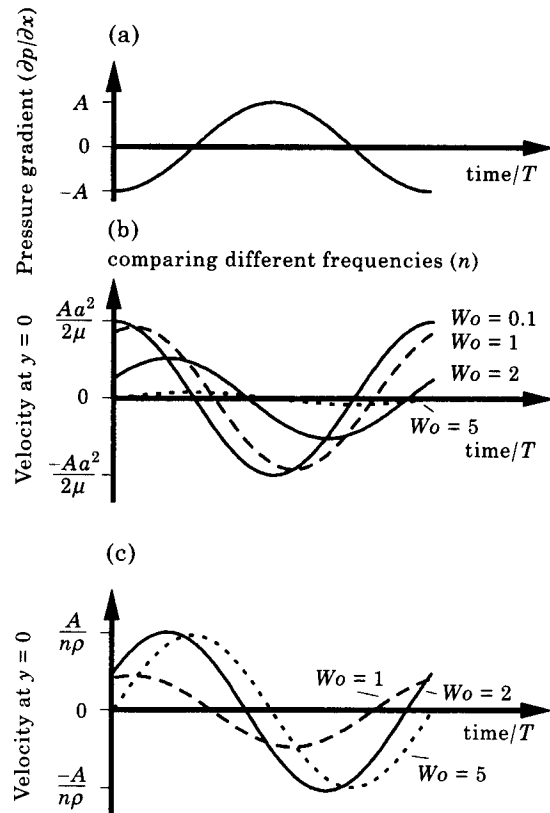 (a)
Pressure gradient (∂p/∂x)
A
0
−A
time/T
(b)
comparing different frequencies (n)
Velocity at y = 0
Aa²/2μ
0
−Aa²/2μ
Wo = 0.1
Wo = 1
Wo = 2
Wo = 5
time/T
(c)
Velocity at y = 0
A/nρ
0
−A/nρ
Wo = 1
Wo = 2
time/T
Wo = 5